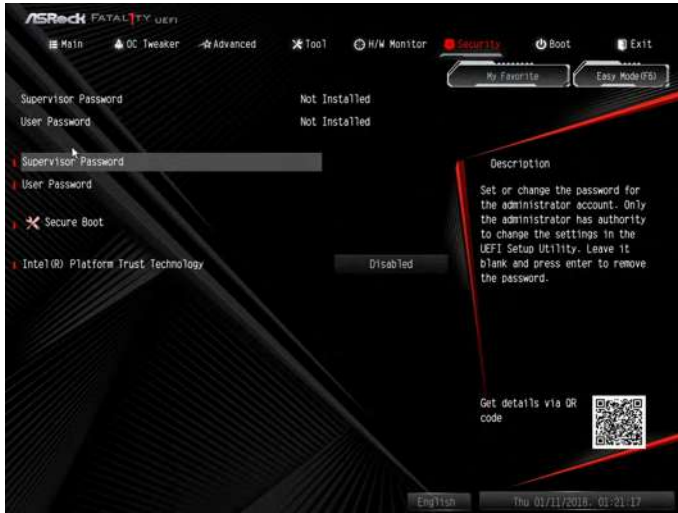 ASRock FATAL1TY UEFI
Main OC Tweaker Advanced Tool H/W Monitor Security Boot Exit
My Favorite Easy Mode(F6)
Supervisor Password Not Installed
User Password Not Installed
Supervisor Password
User Password
Secure Boot
Intel(R) Platform Trust Technology Disabled
Description
Set or change the password for
the administrator account. Only
the administrator has authority
to change the settings in the
UEFI Setup Utility. Leave it
blank and press enter to remove
the password.
Get details via QR
code
English Thu 01/11/2018, 01:21:17